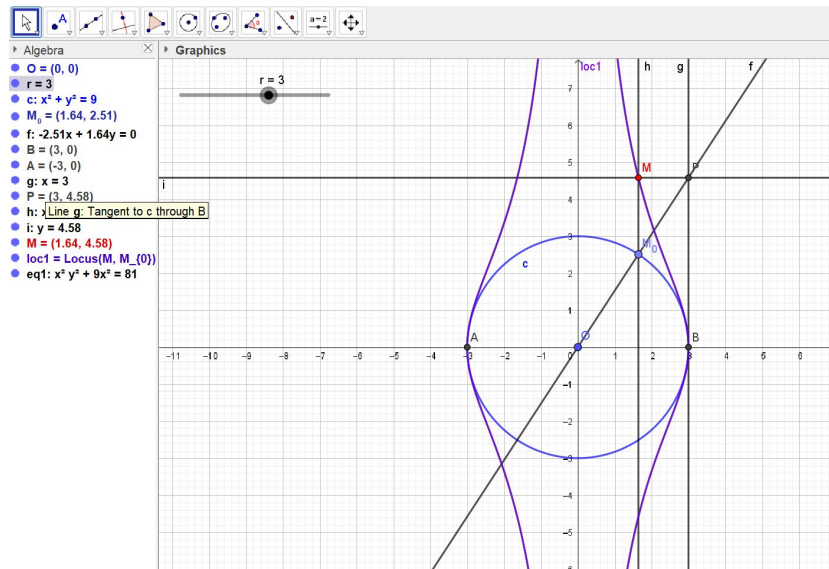 a=2
Algebra
Graphics
O = (0, 0)
r = 3
c: x² + y² = 9
M₀ = (1.64, 2.51)
f: -2.51x + 1.64y = 0
B = (3, 0)
A = (-3, 0)
g: x = 3
P = (3, 4.58)
h: x
Line g: Tangent to c through B
i: y = 4.58
M = (1.64, 4.58)
loc1 = Locus(M, M_{0})
eq1: x² y² + 9x² = 81
r = 3
loc1 h g f
7
6
5
M P
i
4
3
M₀
c
2
1
A O B
-11 -10 -9 -8 -7 -6 -5 -4 -3 -2 -1 0 1 2 3 4 5 6
-1
-2
-3
-4
-5